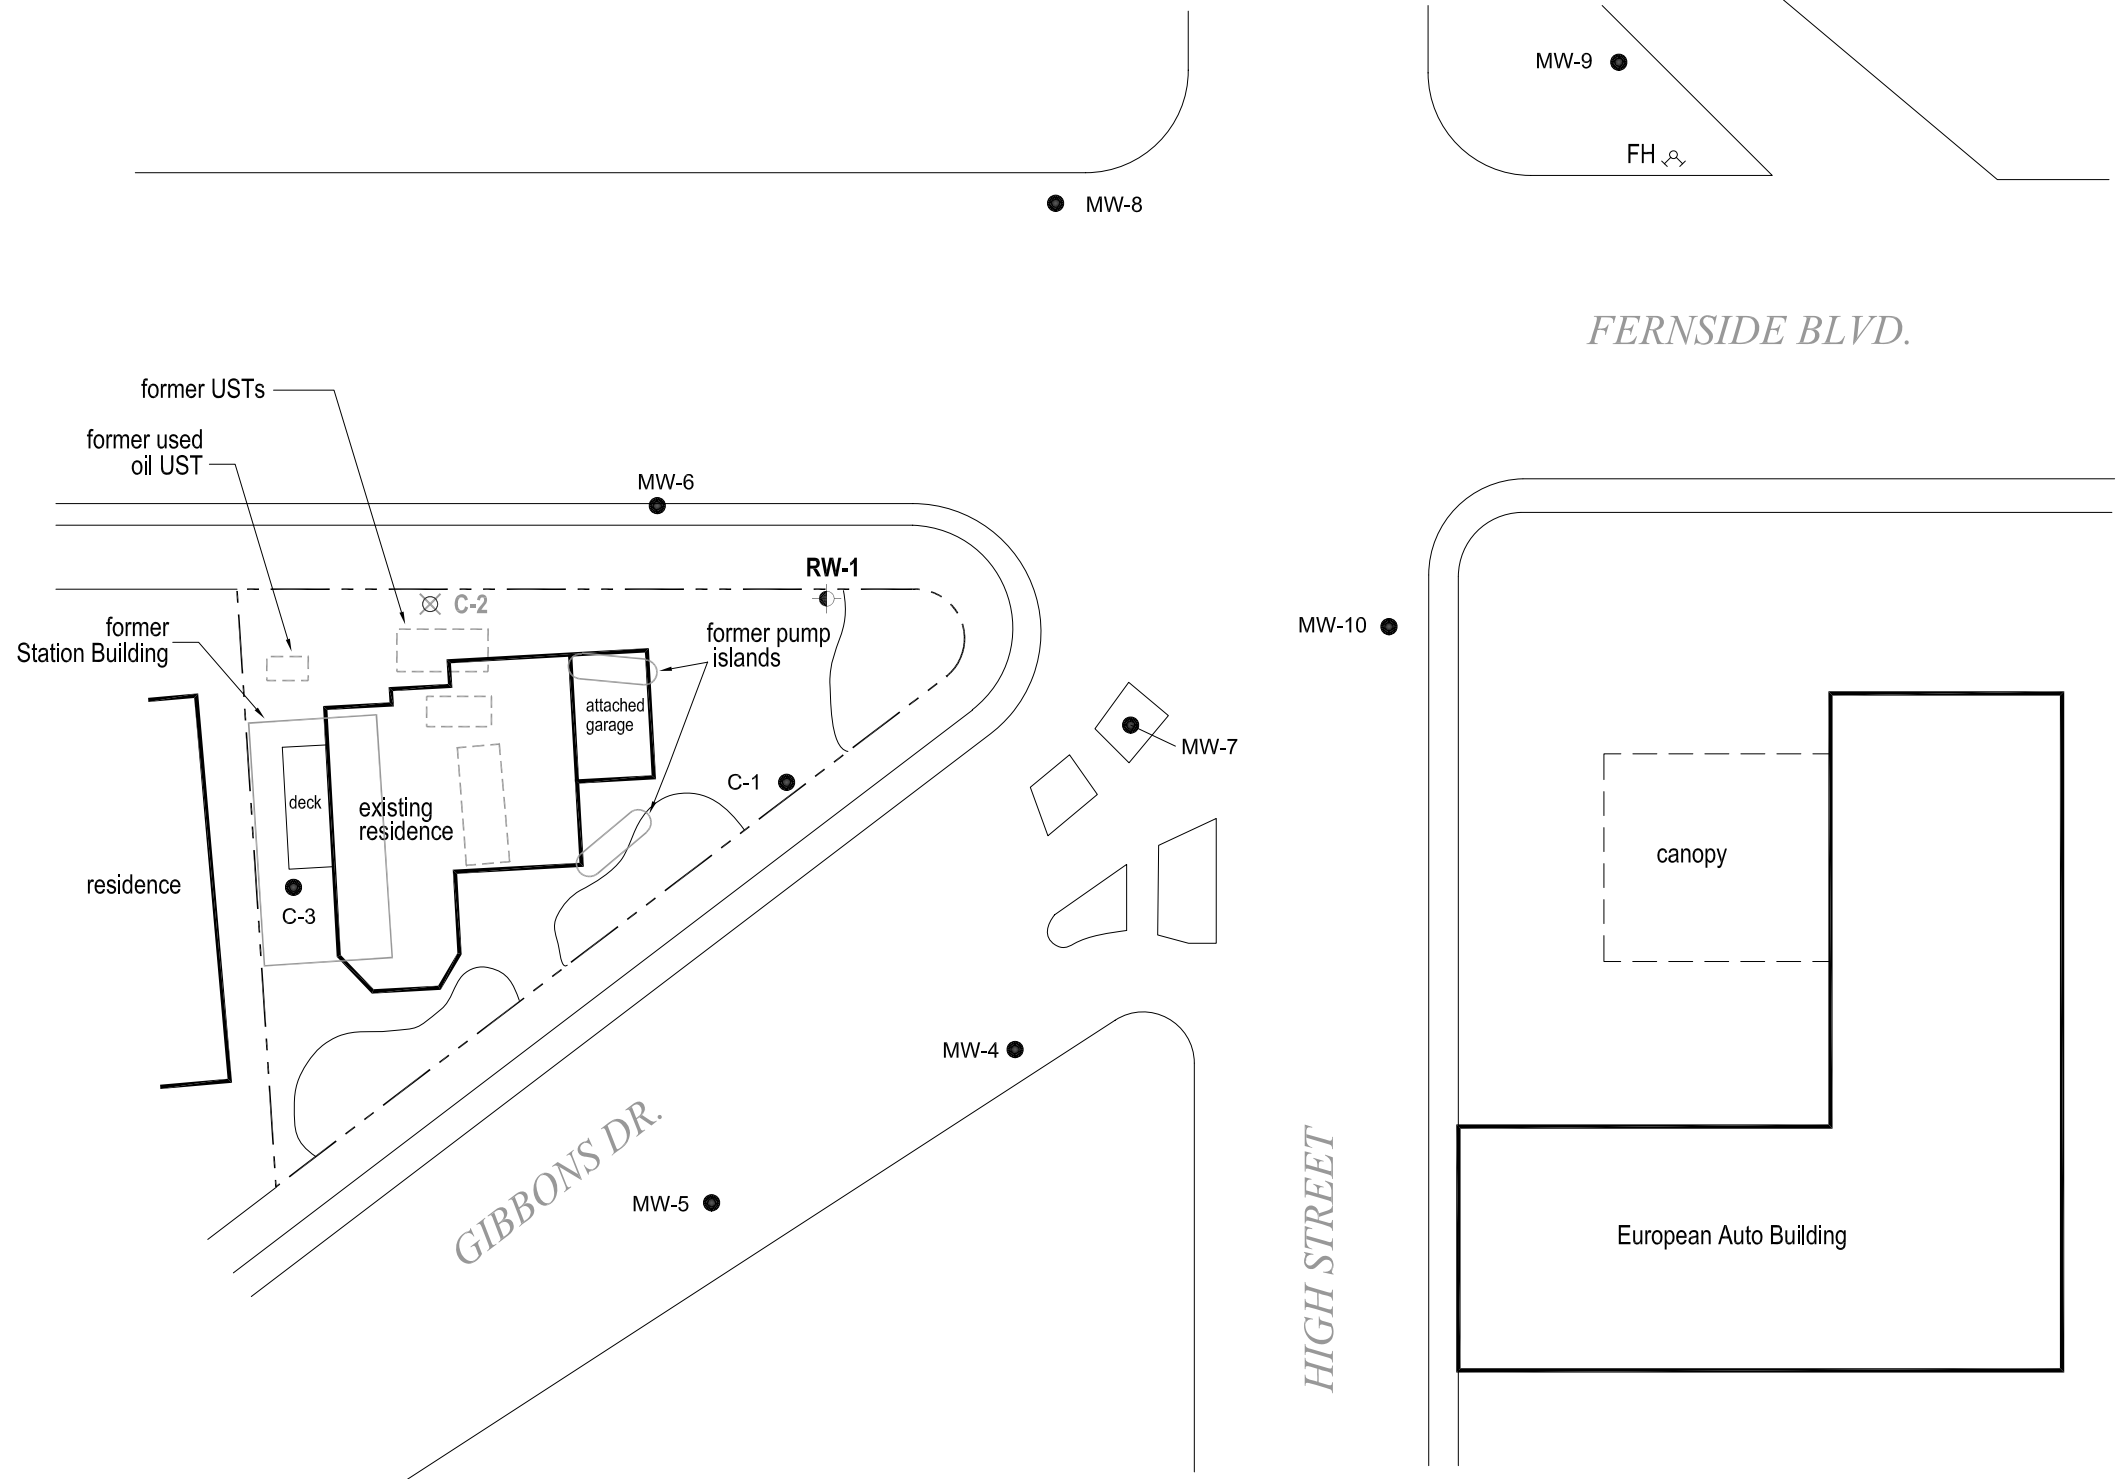 MW-9
FH
MW-8
FERNSIDE BLVD.
former USTs
former used
oil UST
MW-6
RW-1
C-2
former
Station Building
former pump
islands
MW-10
attached
garage
MW-7
C-1
deck
existing
residence
canopy
residence
C-3
MW-4
GIBBONS DR.
HIGH STREET
MW-5
European Auto Building